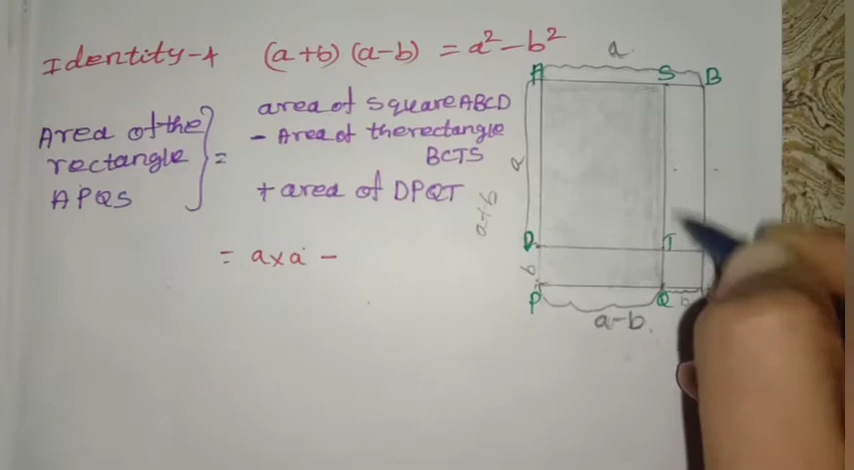 Identity-4 (a+b) (a-b) = a² - b²
Area of the rectangle APQS } = area of square ABCD
- Area of the rectangle BCTS
+ area of DPQT
= a×a -
a
A S B
a
a+b
D T
b
P Q b
a-b.